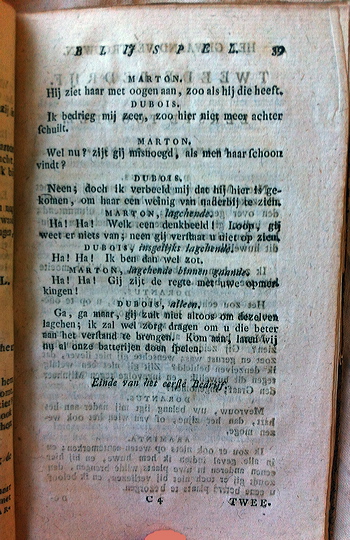 BLIJSPEL. 39
MARTON.
Hij ziet haar met oogen aan, zoo als hij die heeft.
DUBOIS.
Ik bedrieg mij zeer, zoo hier niet meer achter
schuilt.
MARTON.
Wel nu? zijt gij misnoegd, als men haar schoon
vindt?
DUBOIS.
Neen; doch ik verbeeld mij dat hij hier is ge-
komen, om haar een weinig van naderbij te zien.
MARTON, lagchende.
Ha! Ha! Welk een denkbeeld! Loop, gij
weet er niets van; neen gij verstaat u niet op zien.
DUBOIS, insgelijks lagchende.
Ha! Ha! Ik ben dan wel zot.
MARTON, lagchende binnen gaande.
Ha! Ha! Gij zijt de regte met uwe opmer
kingen!
DUBOIS, alleen.
Ga, ga maar, gij zult niet altoos om dezelven
lagchen; ik zal wel zorg dragen om u die beter
aan het verstand te brengen. Kom aan, laten wij
nu al onze batterijen doen spelen.
Einde van het eerste Bedrijf.
C 4 TWEE.